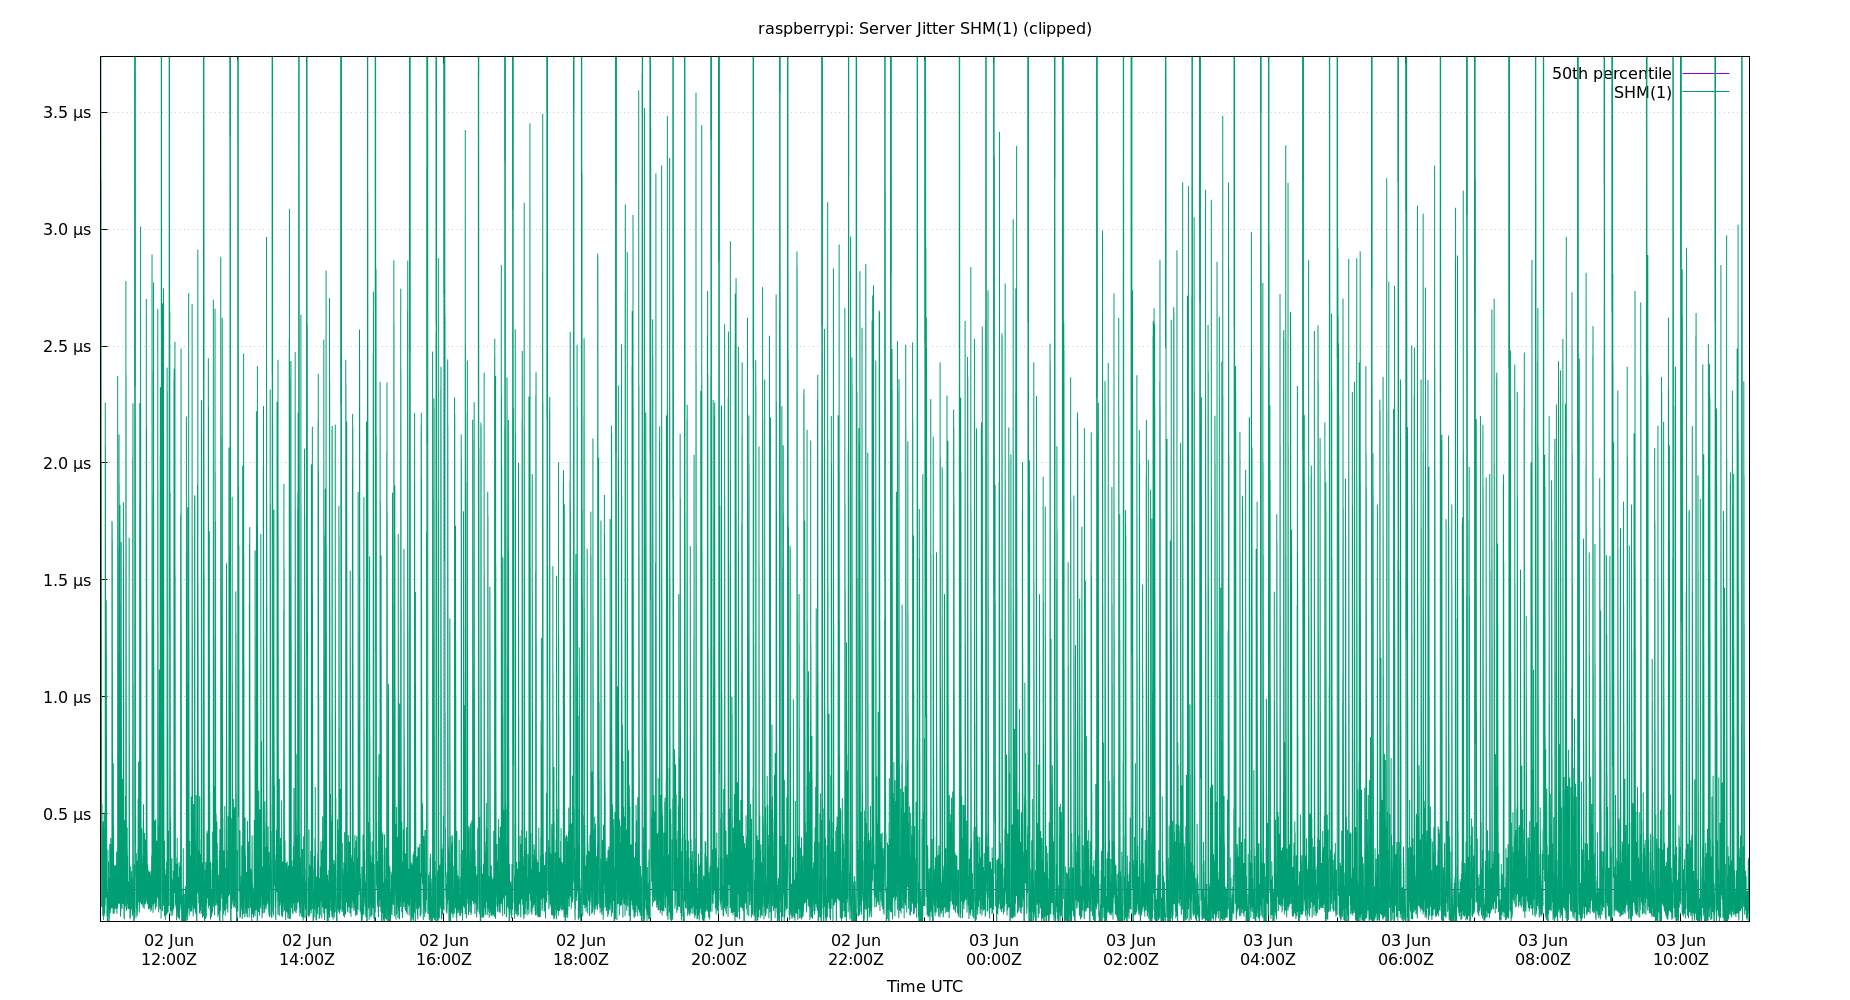 raspberrypi: Server Jitter SHM(1) (clipped)
50th percentile
SHM(1)
3.5 µs
3.0 µs
2.5 µs
2.0 µs
1.5 µs
1.0 µs
0.5 µs
02 Jun 02 Jun 02 Jun 02 Jun 02 Jun 02 Jun 03 Jun 03 Jun 03 Jun 03 Jun 03 Jun 03 Jun
12:00Z 14:00Z 16:00Z 18:00Z 20:00Z 22:00Z 00:00Z 02:00Z 04:00Z 06:00Z 08:00Z 10:00Z
Time UTC